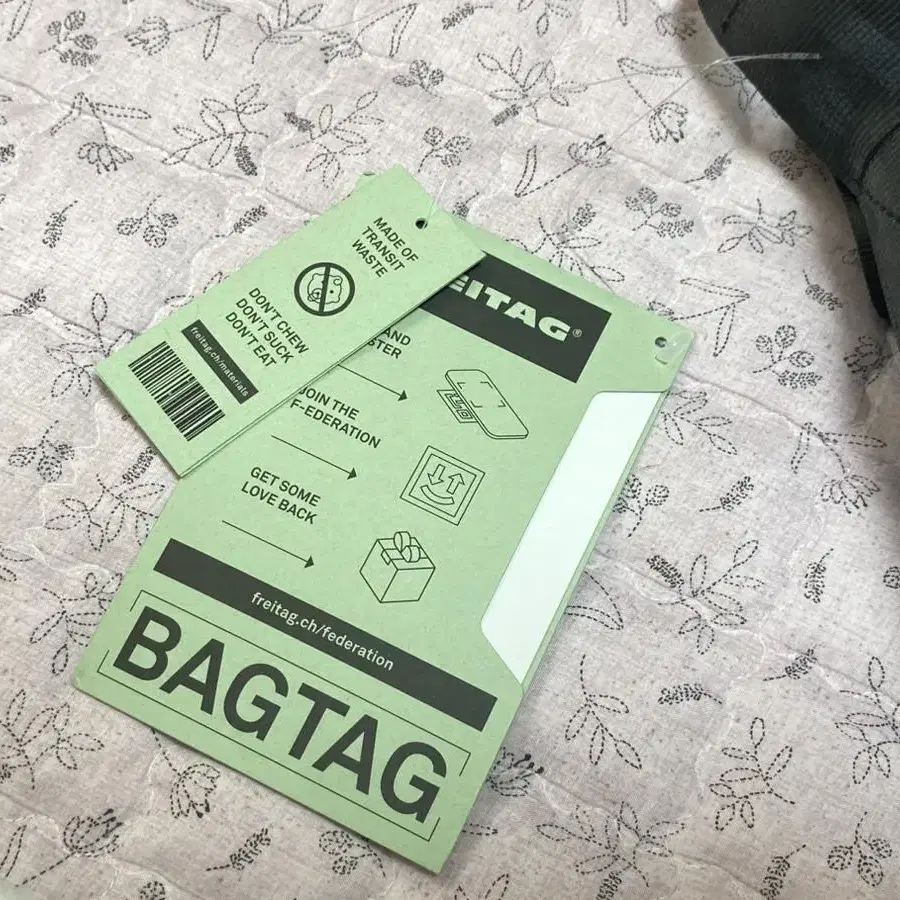 MADE OF
TRANSIT
WASTE
DON'T CHEW
DON'T SUCK
DON'T EAT
freitag.ch/materials
EITAG®
AND
STER
JOIN THE
F-EDERATION
GET SOME
LOVE BACK
freitag.ch/federation
BAGTAG